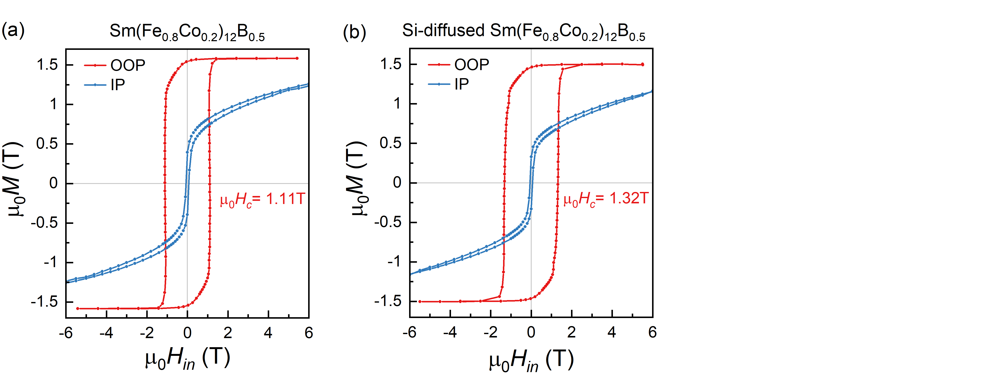 (a)
Sm(Fe0.8Co0.2)12B0.5
OOP
IP
1.5
1
0.5
0
-0.5
-1
-1.5
μ0M (T)
μ0Hc= 1.11T
-6 -4 -2 0 2 4 6
μ0Hin (T)
(b)
Si-diffused Sm(Fe0.8Co0.2)12B0.5
OOP
IP
1.5
1
0.5
0
-0.5
-1
-1.5
μ0M (T)
μ0Hc= 1.32T
-6 -4 -2 0 2 4 6
μ0Hin (T)